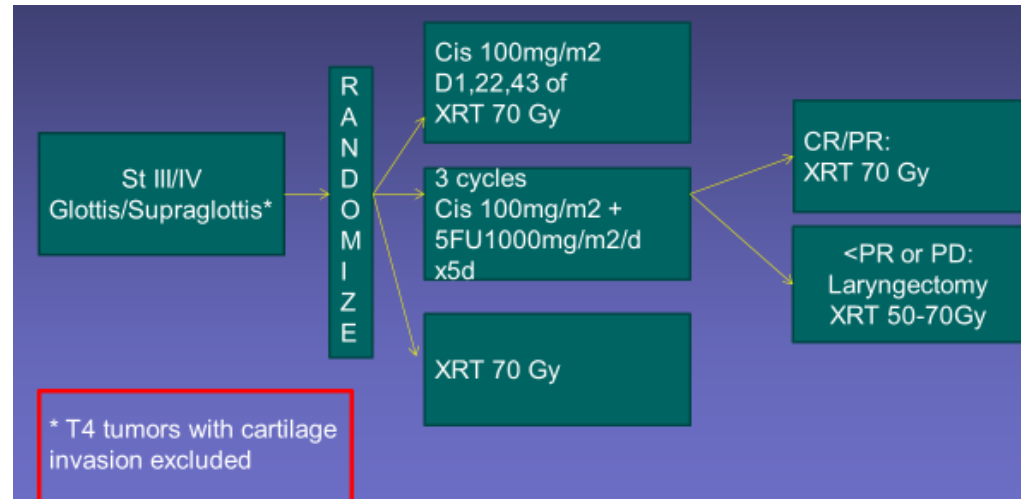 St III/IV
Glottis/Supraglottis*
R
A
N
D
O
M
I
Z
E
Cis 100mg/m2
D1,22,43 of
XRT 70 Gy
3 cycles
Cis 100mg/m2 +
5FU1000mg/m2/d
x5d
XRT 70 Gy
CR/PR:
XRT 70 Gy
<PR or PD:
Laryngectomy
XRT 50-70Gy
* T4 tumors with cartilage
invasion excluded